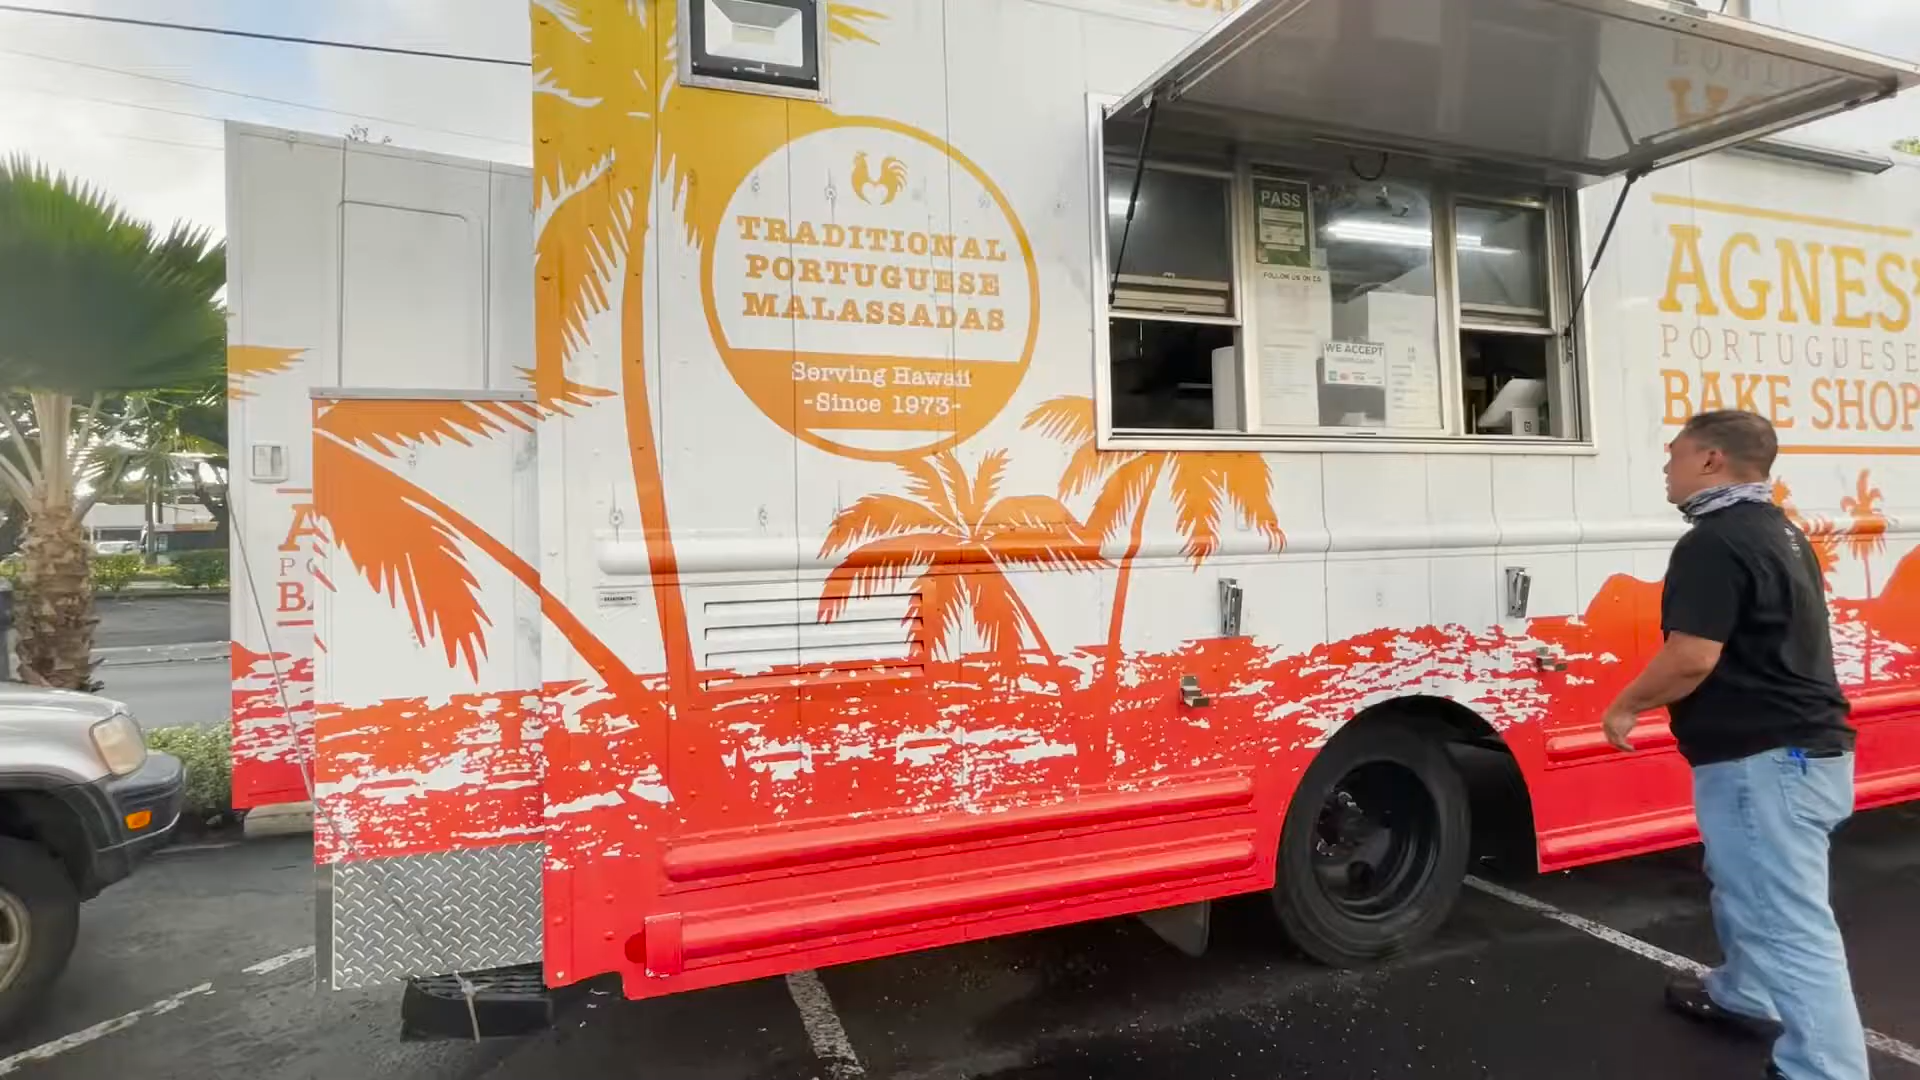 TRADITIONAL
PORTUGUESE
MALASSADAS
Serving Hawaii
-Since 1973-
PASS
FOLLOW US ON
WE ACCEPT
AGNES'
PORTUGUESE
BAKE SHOP